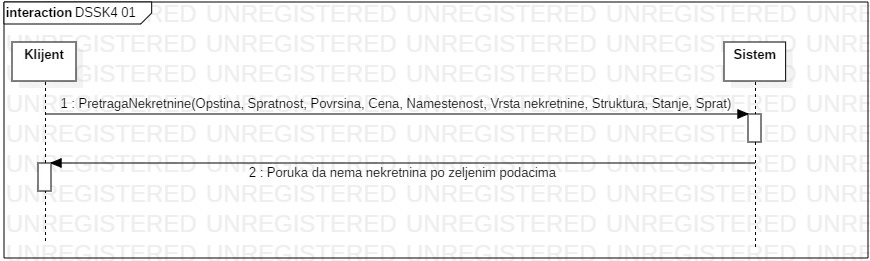 interaction DSSK4 01
Klijent
Sistem
1 : PretragaNekretnine(Opstina, Spratnost, Povrsina, Cena, Namestenost, Vrsta nekretnine, Struktura, Stanje, Sprat)
2 : Poruka da nema nekretnina po zeljenim podacima
UNREGISTERED UNREGISTERED UNREGISTERED UNREGISTERED